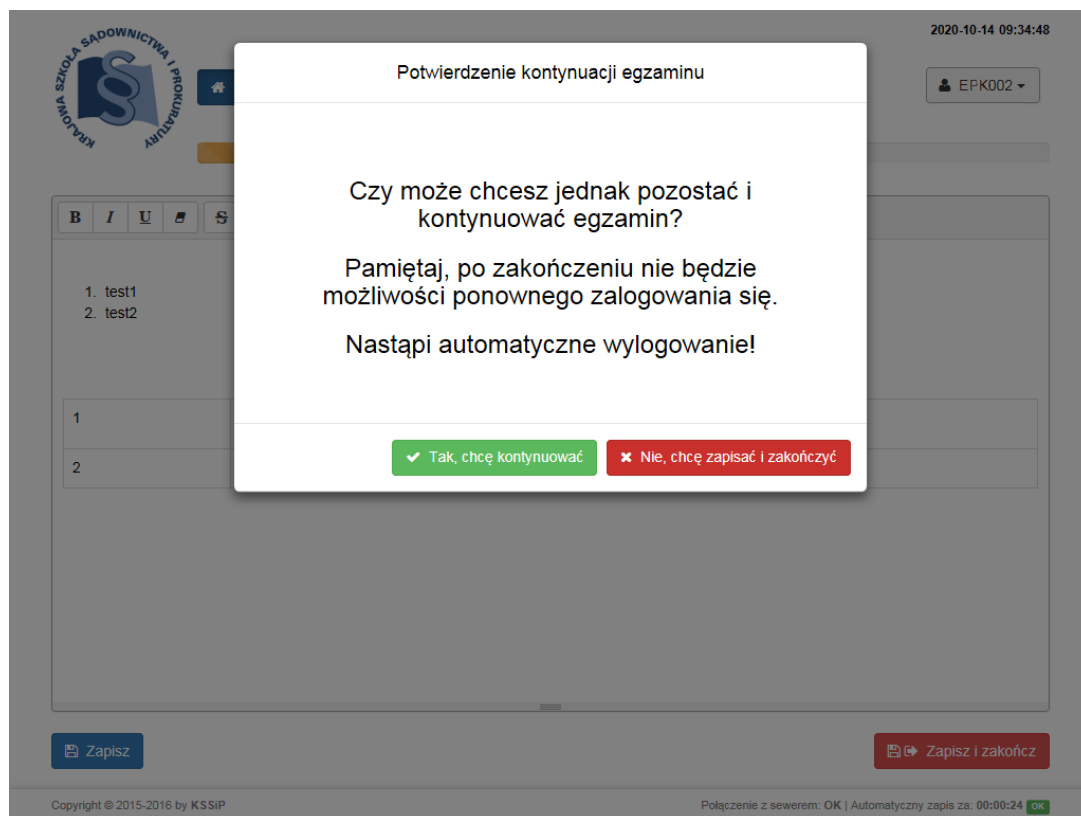 KRAJOWA SZKOŁA SĄDOWNICTWA I PROKURATURY
2020-10-14 09:34:48
EPK002
Potwierdzenie kontynuacji egzaminu
Czy może chcesz jednak pozostać i
kontynuować egzamin?
Pamiętaj, po zakończeniu nie będzie
możliwości ponownego zalogowania się.
Nastąpi automatyczne wylogowanie!
Tak, chcę kontynuować
Nie, chcę zapisać i zakończyć
B I U S
1. test1
2. test2
1
2
Zapisz
Zapisz i zakończ
Copyright © 2015-2016 by KSSiP
Połączenie z sewerem: OK | Automatyczny zapis za: 00:00:24 OK